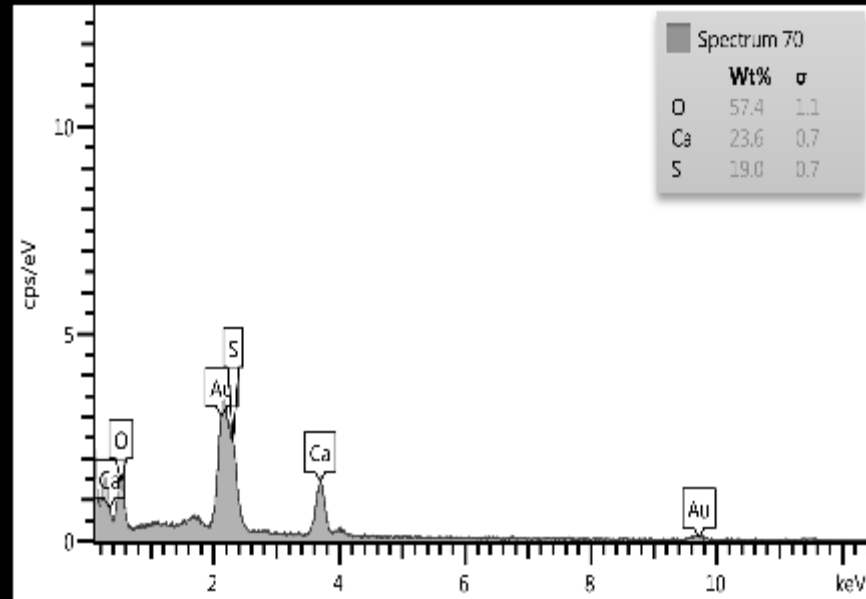 Spectrum 70
Wt% σ
O 57.4 1.1
Ca 23.6 0.7
S 19.0 0.7
10
cps/eV
5
S
Au
O
Ca
Ca
Au
0
2 4 6 8 10 keV